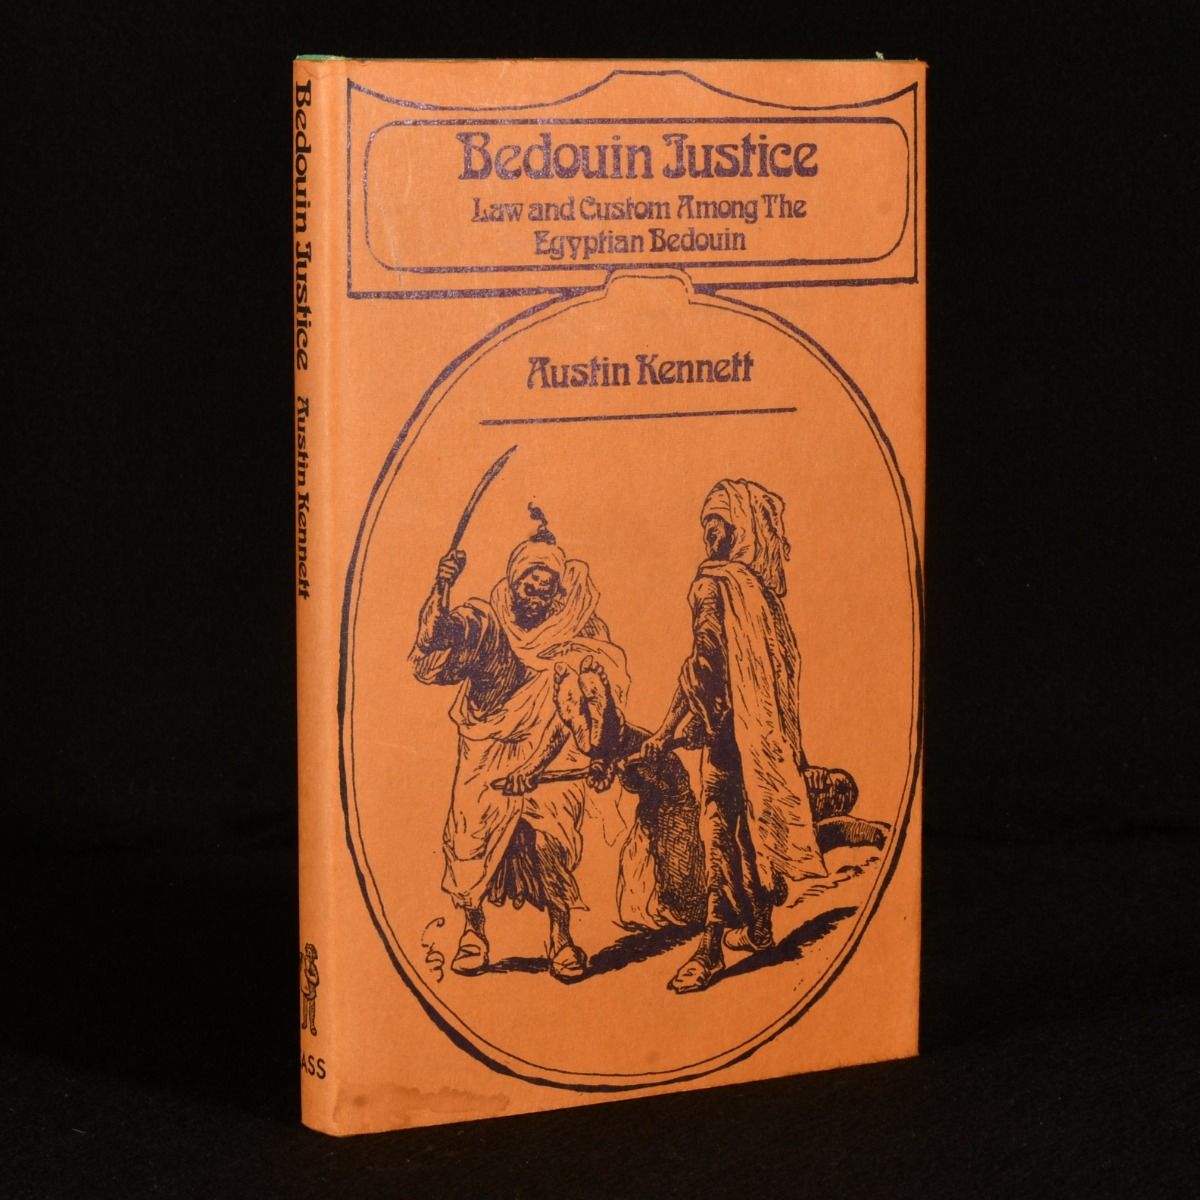 Bedouin Justice
Law and Custom Among The
Egyptian Bedouin
Austin Kennett
Bedouin Justice Austin Kennett
ASS